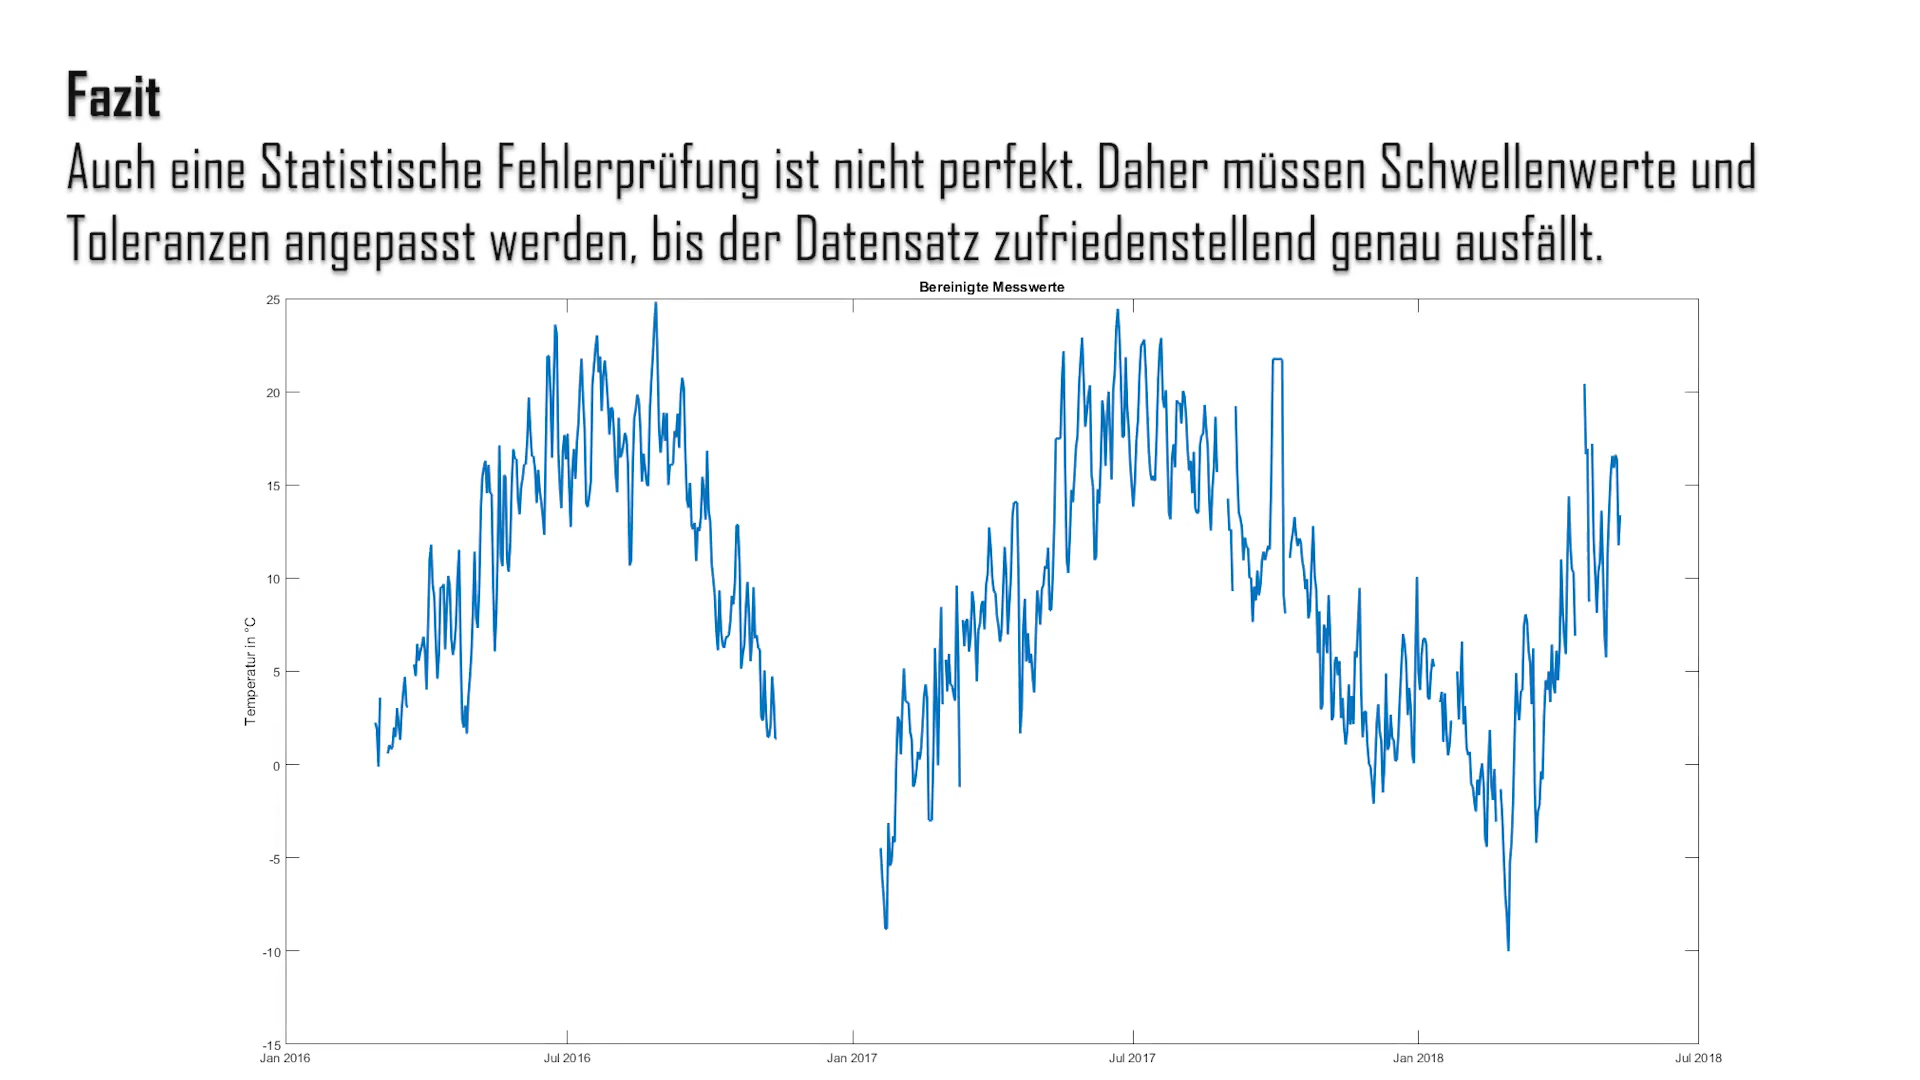 Fazit
Auch eine Statistische Fehlerprüfung ist nicht perfekt. Daher müssen Schwellenwerte und
Toleranzen angepasst werden, bis der Datensatz zufriedenstellend genau ausfällt.
Bereinigte Messwerte
Temperatur in °C
25
20
15
10
5
0
-5
-10
-15
Jan 2016 Jul 2016 Jan 2017 Jul 2017 Jan 2018 Jul 2018